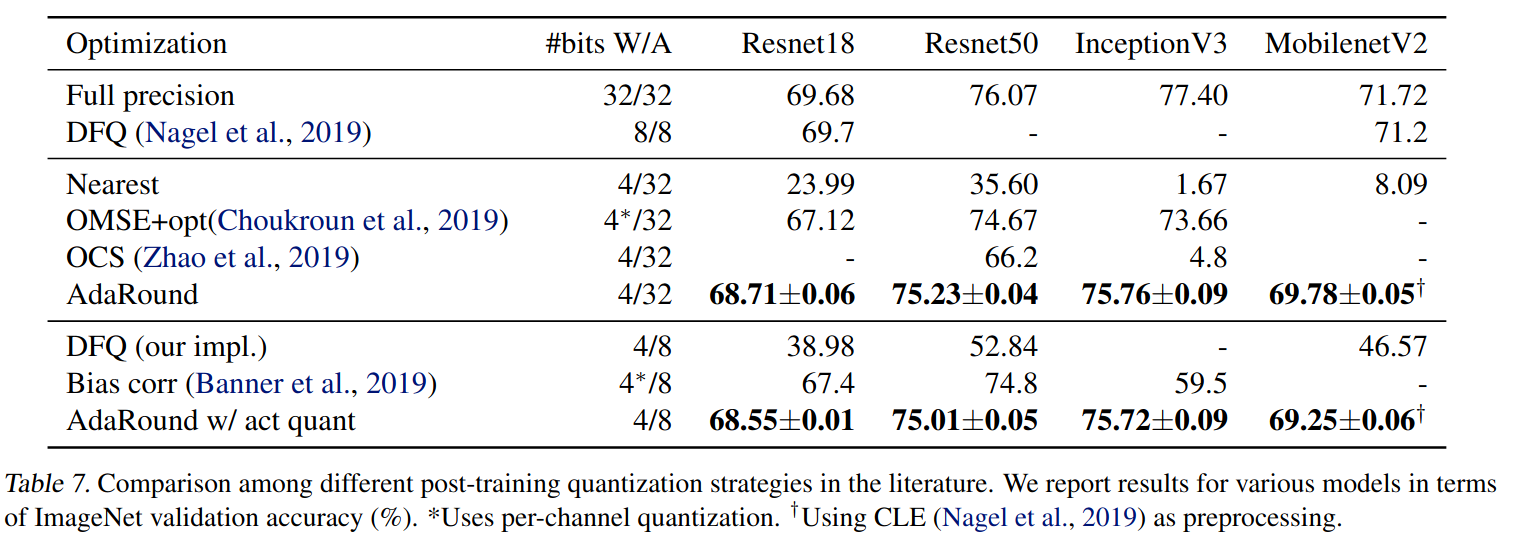 Optimization #bits W/A Resnet18 Resnet50 InceptionV3 MobilenetV2
Full precision 32/32 69.68 76.07 77.40 71.72
DFQ (Nagel et al., 2019) 8/8 69.7 - - 71.2
Nearest 4/32 23.99 35.60 1.67 8.09
OMSE+opt(Choukroun et al., 2019) 4*/32 67.12 74.67 73.66 -
OCS (Zhao et al., 2019) 4/32 - 66.2 4.8 -
AdaRound 4/32 68.71±0.06 75.23±0.04 75.76±0.09 69.78±0.05†
DFQ (our impl.) 4/8 38.98 52.84 - 46.57
Bias corr (Banner et al., 2019) 4*/8 67.4 74.8 59.5 -
AdaRound w/ act quant 4/8 68.55±0.01 75.01±0.05 75.72±0.09 69.25±0.06†
Table 7. Comparison among different post-training quantization strategies in the literature. We report results for various models in terms
of ImageNet validation accuracy (%). *Uses per-channel quantization. †Using CLE (Nagel et al., 2019) as preprocessing.